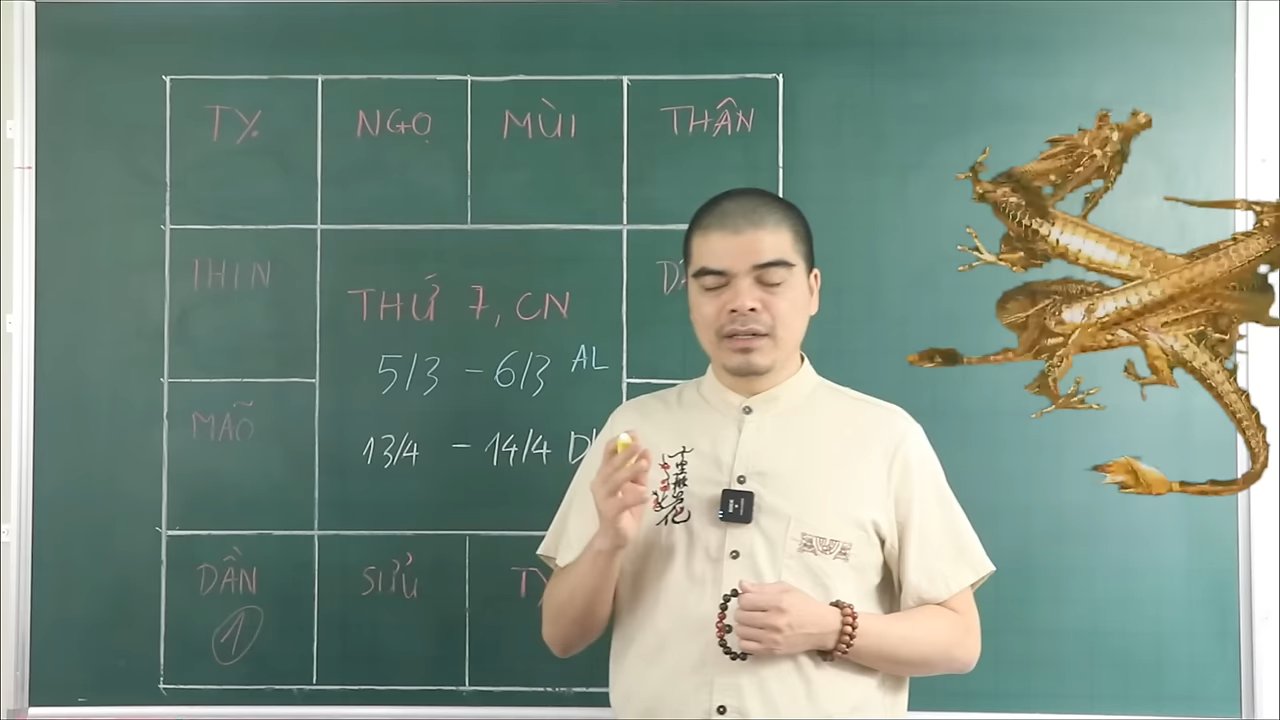 TỴ NGỌ MÙI THÂN
THÌN
THỨ 7, CN
5/3 - 6/3 AL
MÃO
13/4 - 14/4
DẦN SỬU
1